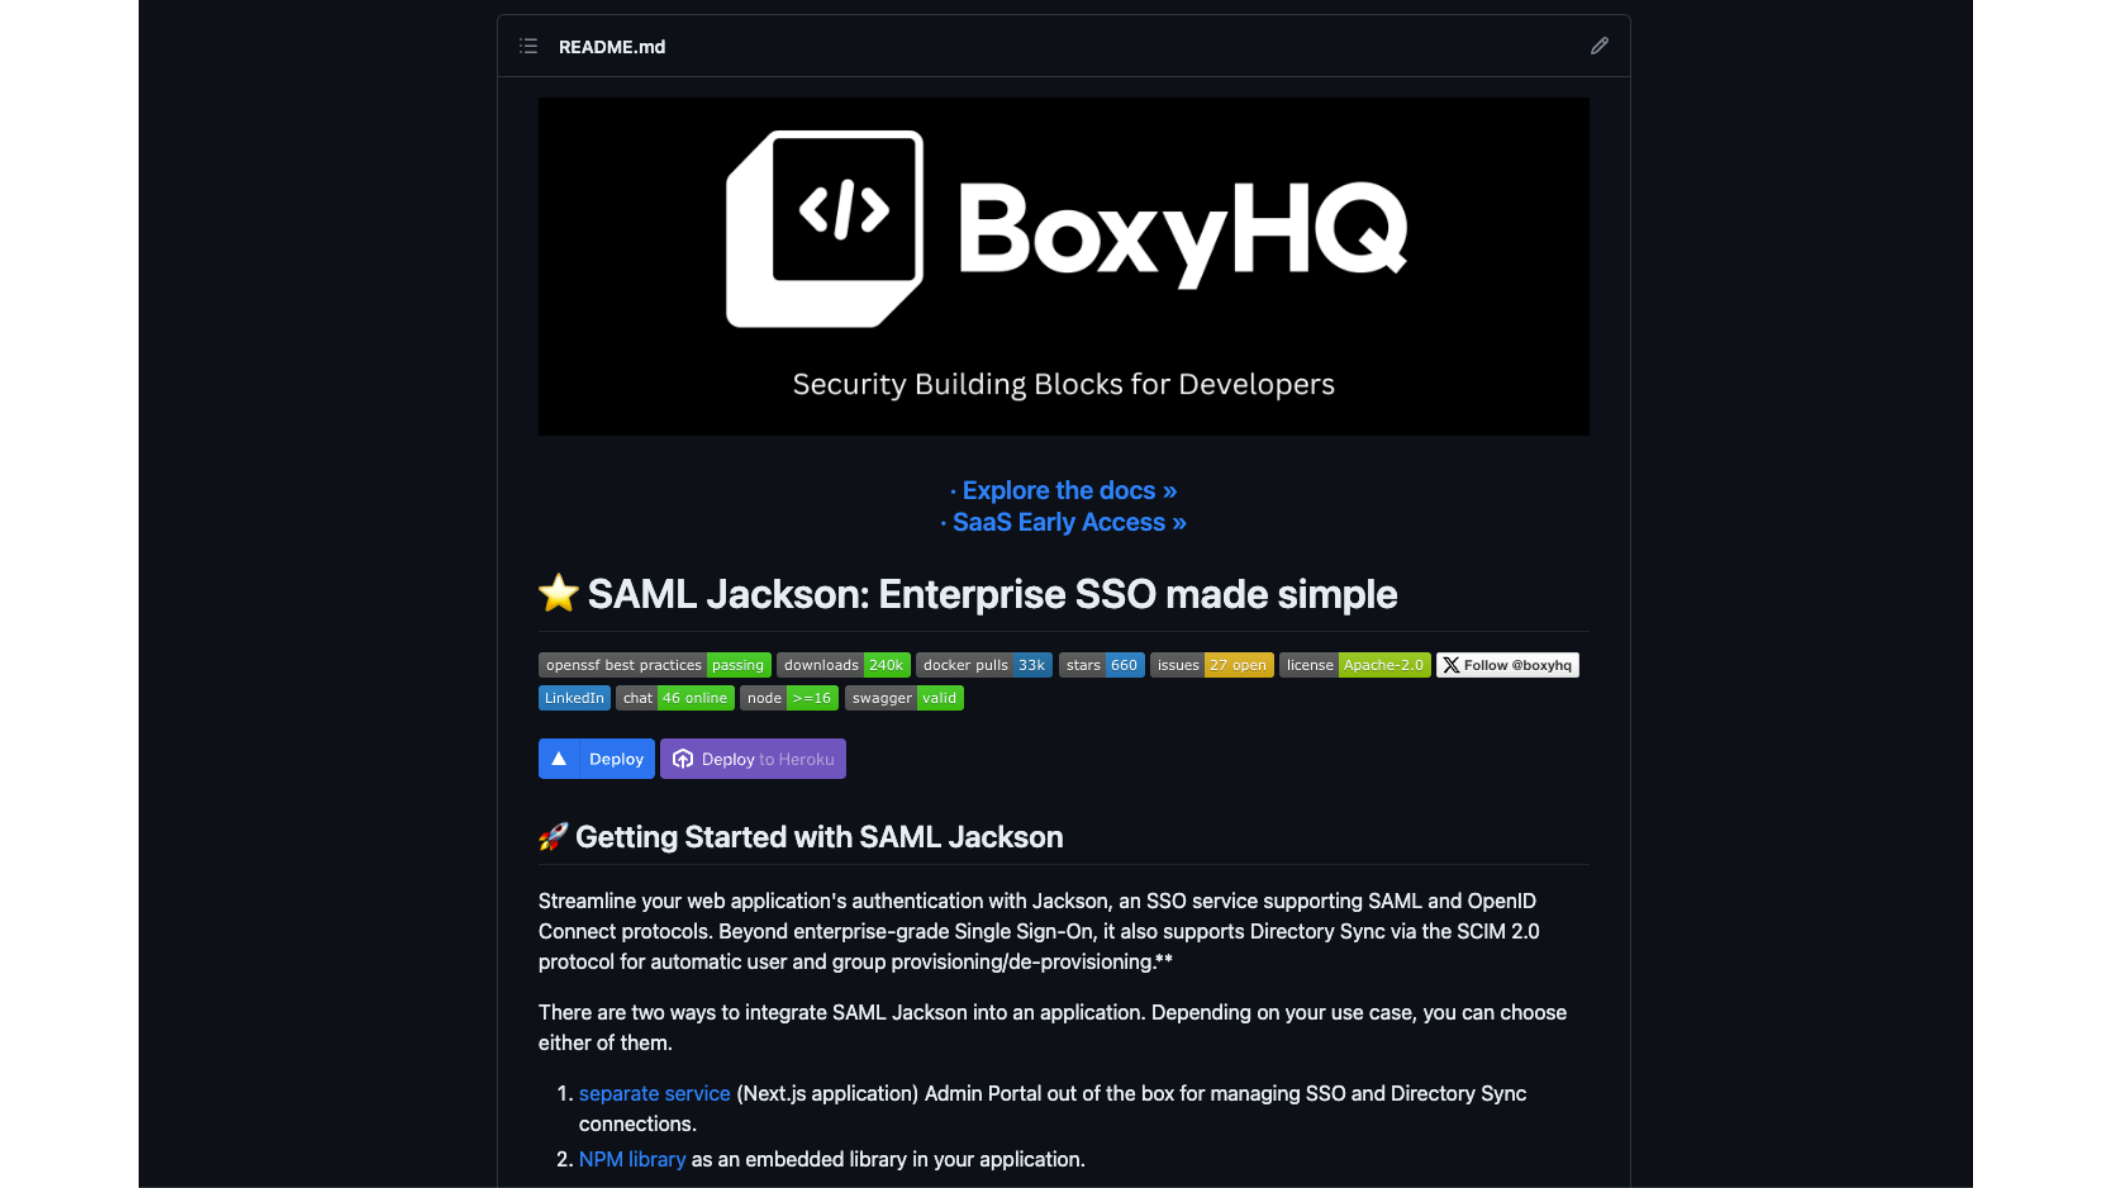 README.md
</> BoxyHQ
Security Building Blocks for Developers
· Explore the docs »
· SaaS Early Access »
⭐ SAML Jackson: Enterprise SSO made simple
openssf best practices passing downloads 240k docker pulls 33k stars 660 issues 27 open license Apache-2.0 X Follow @boxyhq
LinkedIn chat 46 online node >=16 swagger valid
Deploy Deploy to Heroku
🚀 Getting Started with SAML Jackson
Streamline your web application's authentication with Jackson, an SSO service supporting SAML and OpenID
Connect protocols. Beyond enterprise-grade Single Sign-On, it also supports Directory Sync via the SCIM 2.0
protocol for automatic user and group provisioning/de-provisioning.**
There are two ways to integrate SAML Jackson into an application. Depending on your use case, you can choose
either of them.
1. separate service (Next.js application) Admin Portal out of the box for managing SSO and Directory Sync
connections.
2. NPM library as an embedded library in your application.